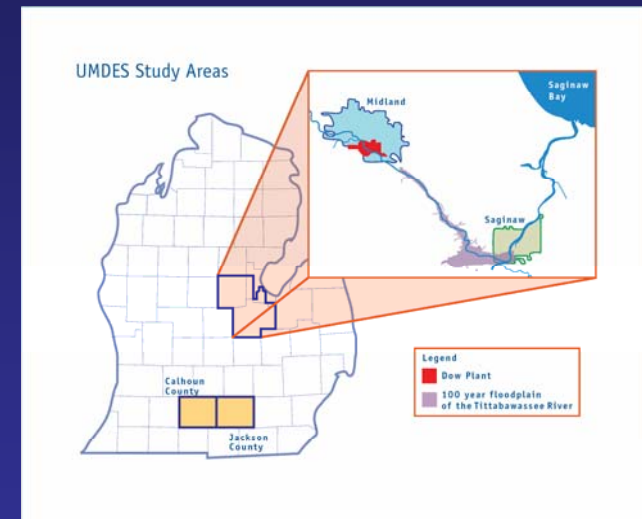 UMDES Study Areas
Saginaw
Bay
Midland
Saginaw
Legend
Dow Plant
100 year floodplain
of the Tittabawassee River
Calhoun
County
Jackson
County